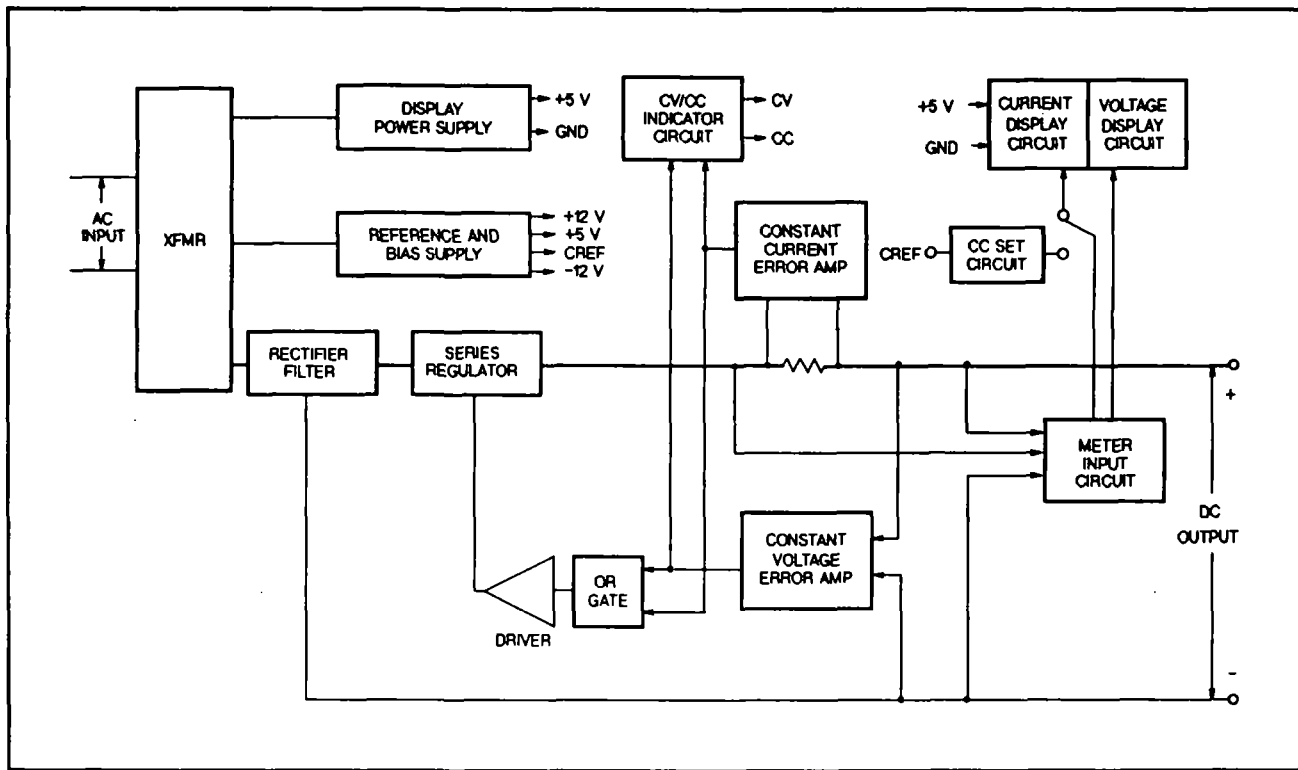 DISPLAY
POWER SUPPLY
+5 V
GND
CV/CC
INDICATOR
CIRCUIT
CV
CC
+5 V
GND
CURRENT
DISPLAY
CIRCUIT
VOLTAGE
DISPLAY
CIRCUIT
AC
INPUT
XFMR
REFERENCE AND
BIAS SUPPLY
+12 V
+5 V
CREF
-12 V
CONSTANT
CURRENT
ERROR AMP
CREF
CC SET
CIRCUIT
RECTIFIER
FILTER
SERIES
REGULATOR
+
METER
INPUT
CIRCUIT
DC
OUTPUT
CONSTANT
VOLTAGE
ERROR AMP
OR
GATE
DRIVER
-